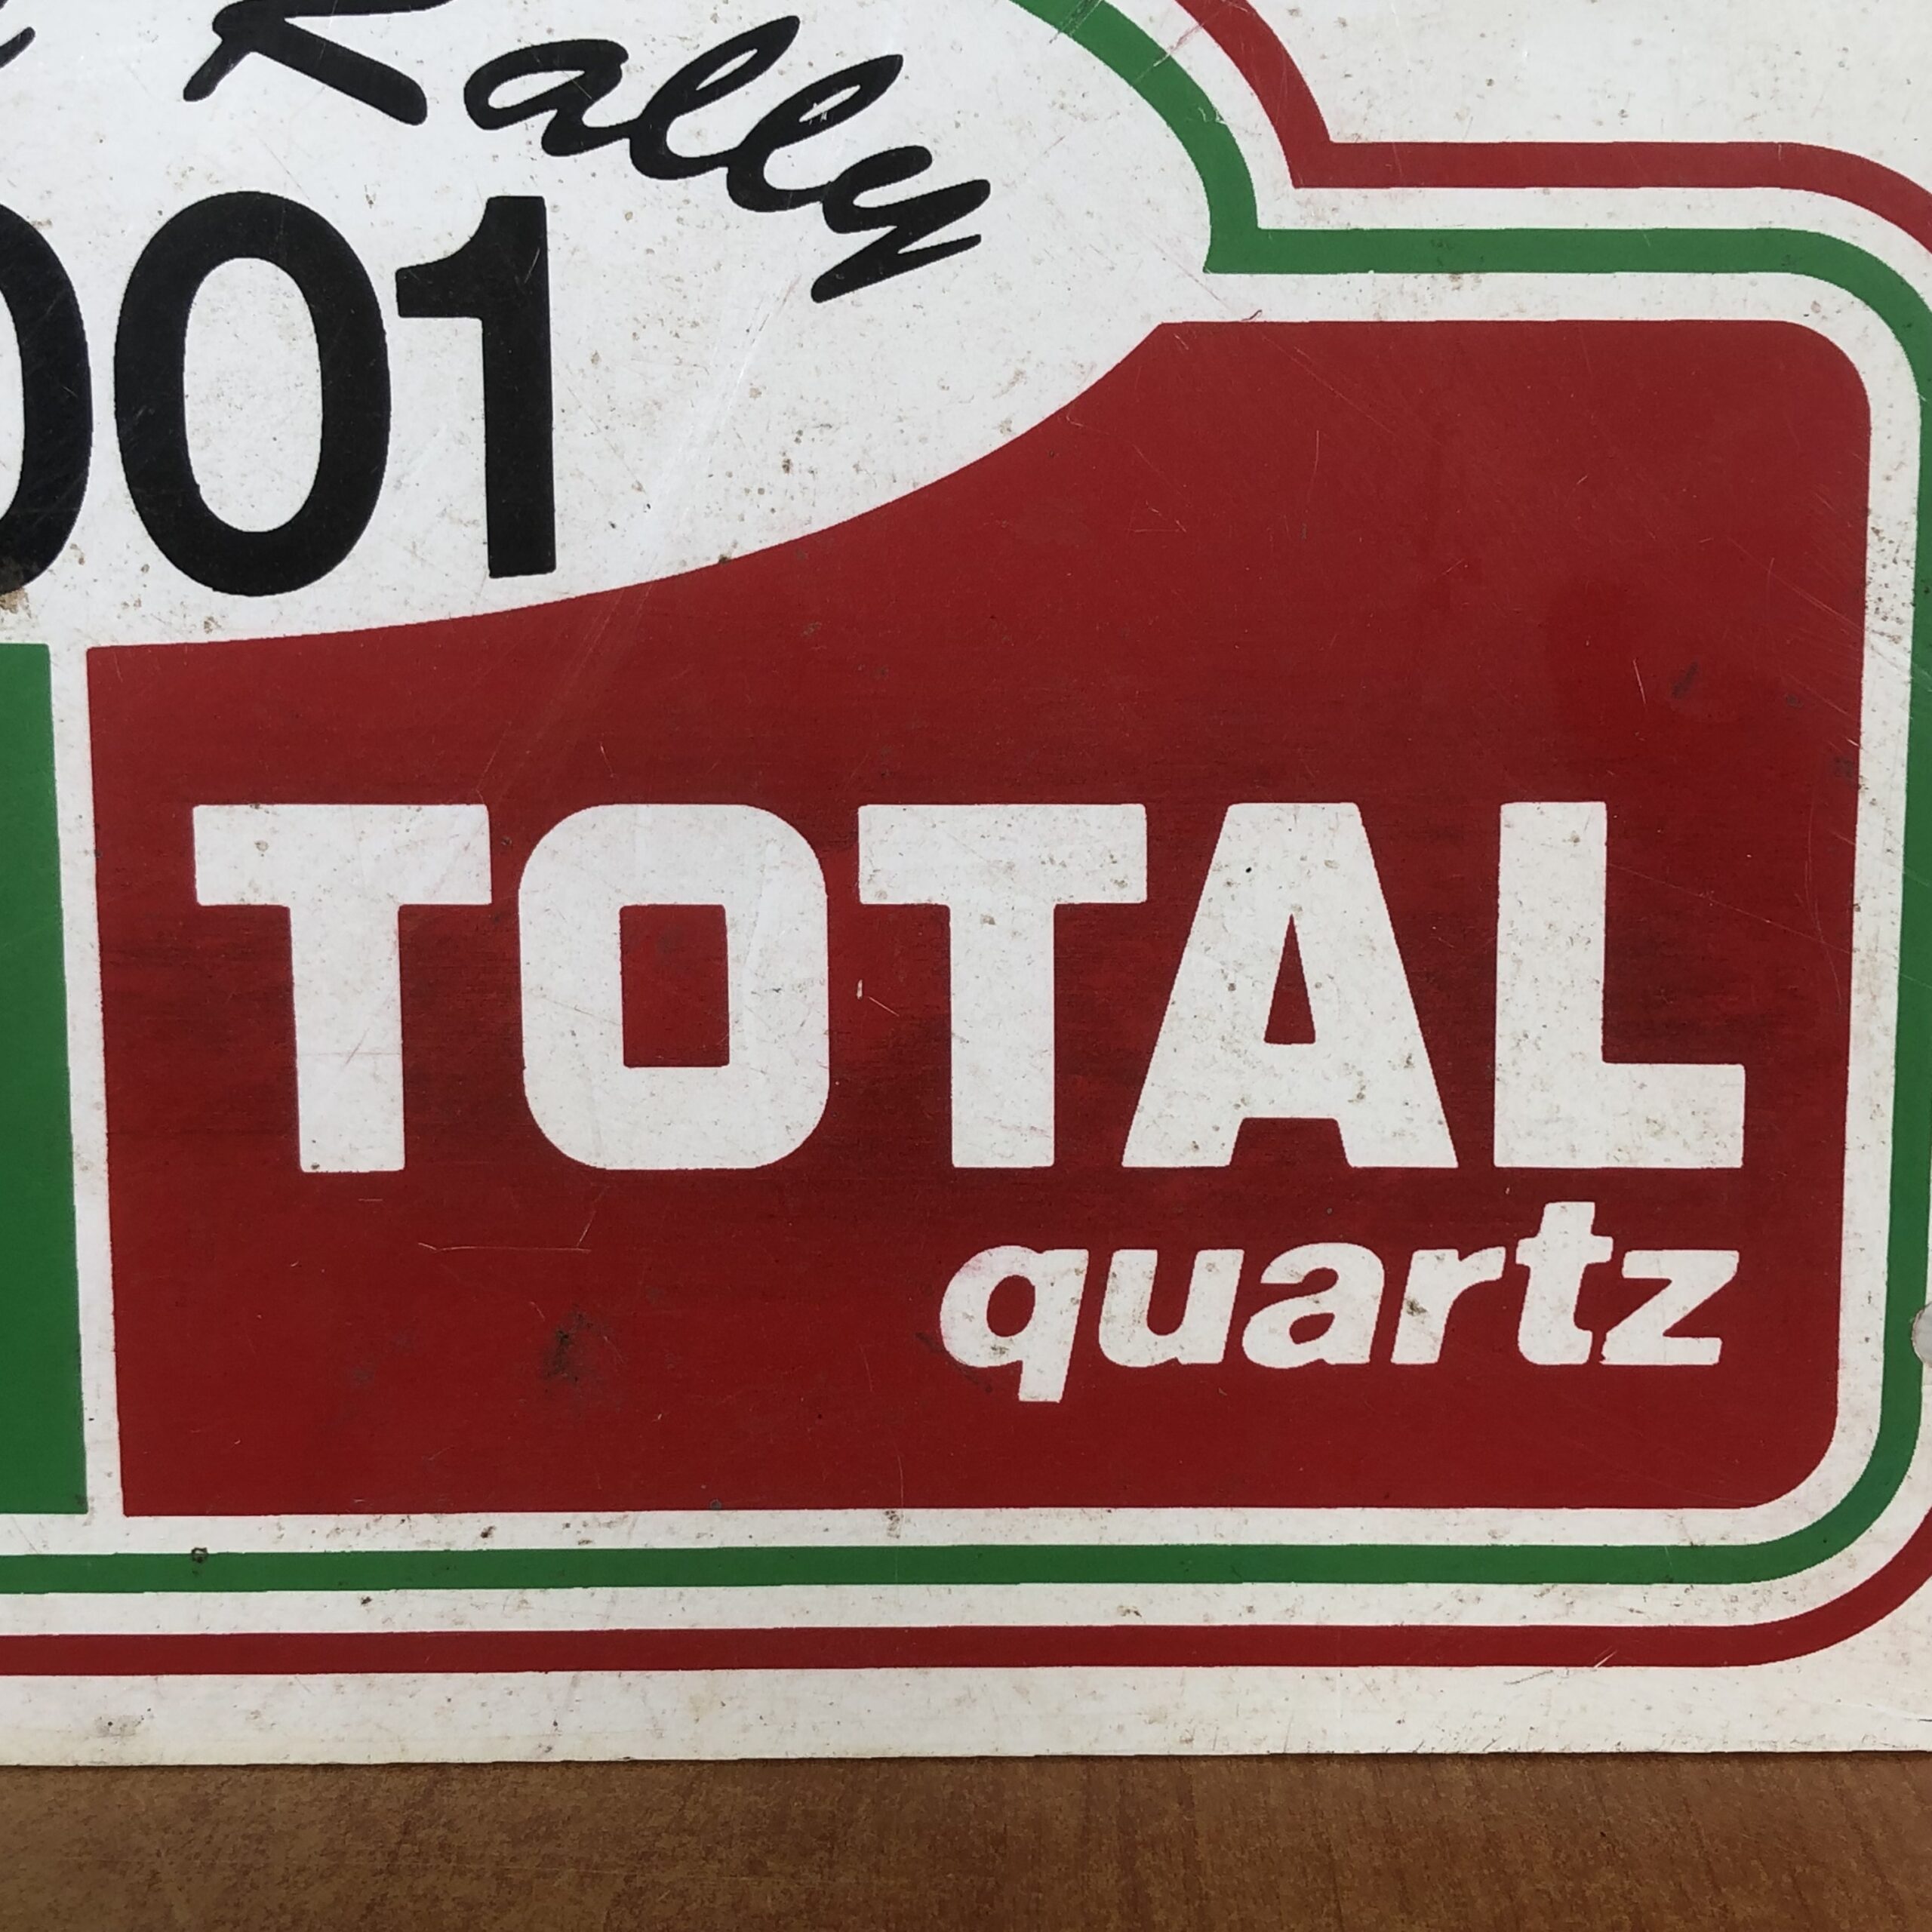 Rally
001
TOTAL
quartz